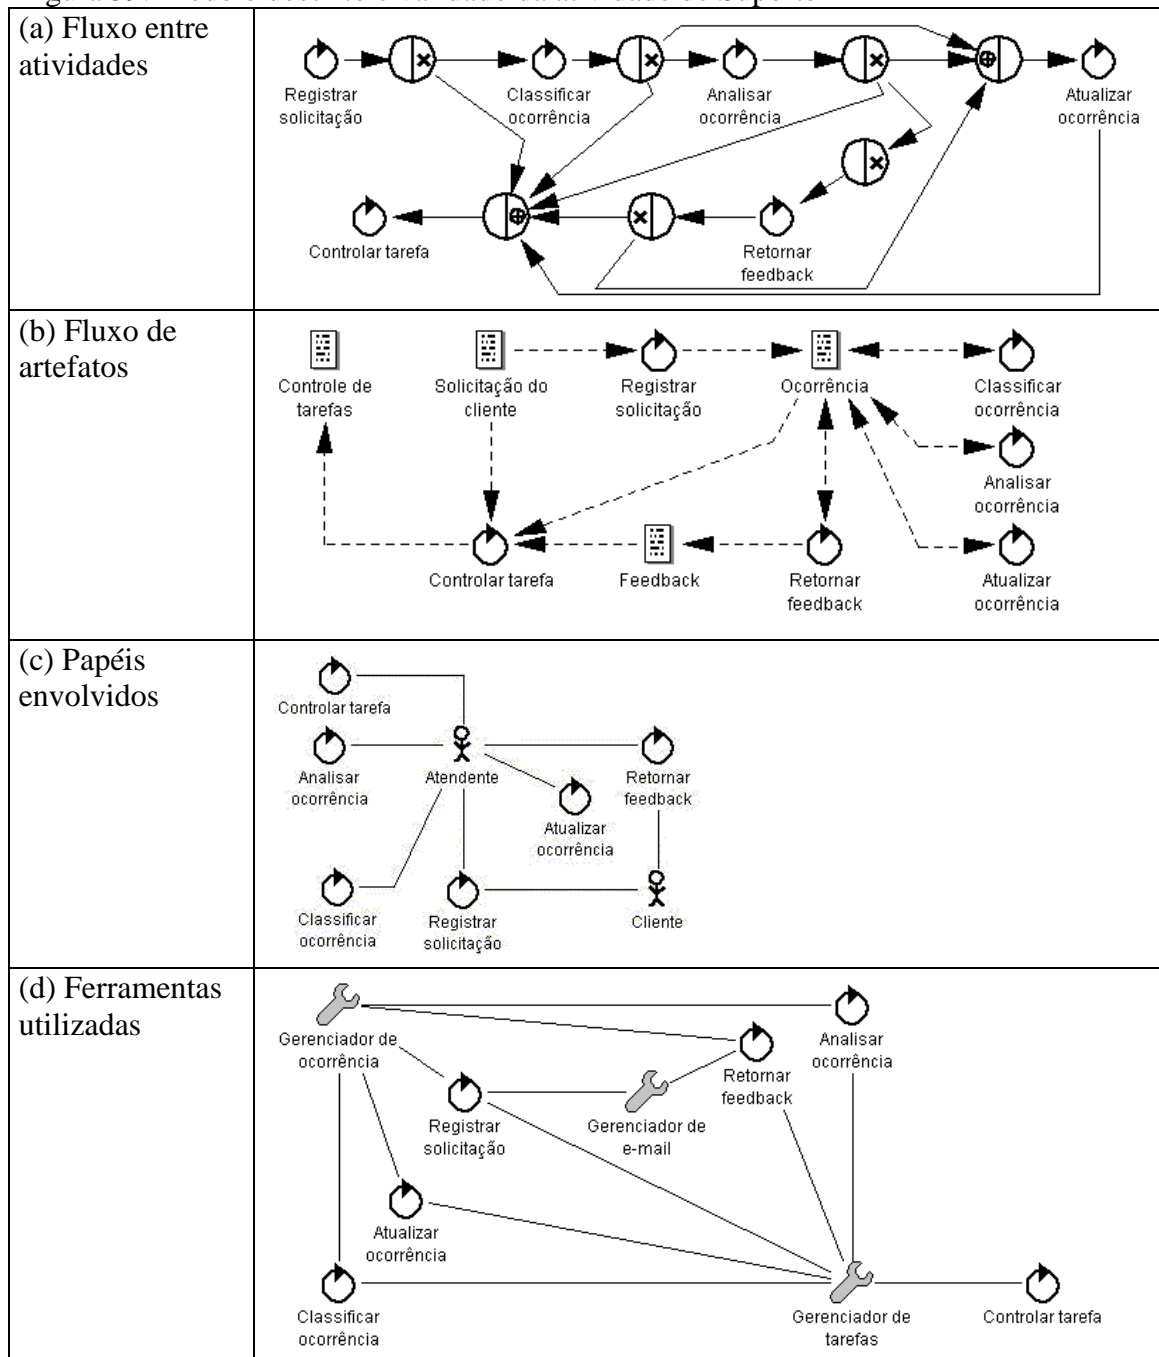 (a) Fluxo entre
atividades
Registrar
solicitação
Classificar
ocorrência
Analisar
ocorrência
Atualizar
ocorrência
Controlar tarefa
Retornar
feedback
(b) Fluxo de
artefatos
Controle de
tarefas
Solicitação do
cliente
Registrar
solicitação
Ocorrência
Classificar
ocorrência
Analisar
ocorrência
Controlar tarefa
Feedback
Retornar
feedback
Atualizar
ocorrência
(c) Papéis
envolvidos
Controlar tarefa
Analisar
ocorrência
Atendente
Retornar
feedback
Atualizar
ocorrência
Classificar
ocorrência
Registrar
solicitação
Cliente
(d) Ferramentas
utilizadas
Gerenciador de
ocorrência
Analisar
ocorrência
Retornar
feedback
Registrar
solicitação
Gerenciador de
e-mail
Atualizar
ocorrência
Classificar
ocorrência
Gerenciador de
tarefas
Controlar tarefa